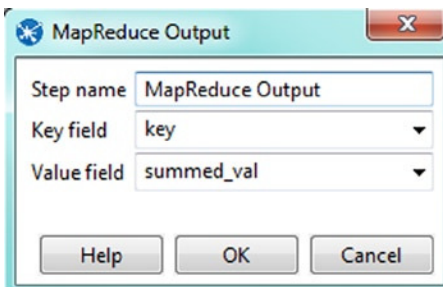 MapReduce Output
Step name MapReduce Output
Key field key
Value field summed_val
Help OK Cancel